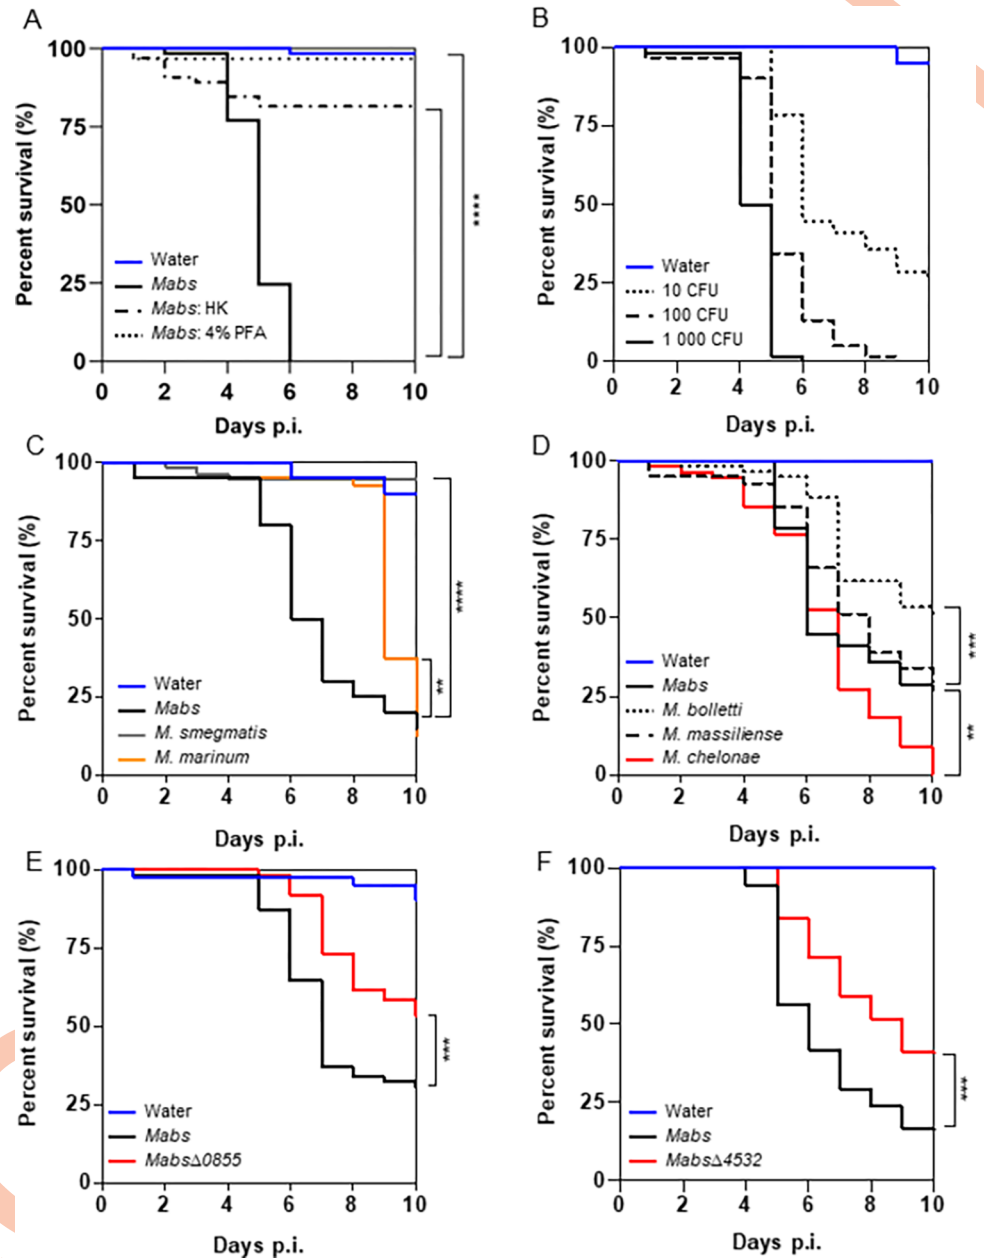 A
Percent survival (%)
100
75
50
25
0
Water
Mabs
Mabs: HK
Mabs: 4% PFA
****
0 2 4 6 8 10
Days p.i.
B
Percent survival (%)
100
75
50
25
0
Water
10 CFU
100 CFU
1 000 CFU
0 2 4 6 8 10
Days p.i.
C
Percent survival (%)
100
75
50
25
0
Water
Mabs
M. smegmatis
M. marinum
****
**
0 2 4 6 8 10
Days p.i.
D
Percent survival (%)
100
75
50
25
0
Water
Mabs
M. bolletti
M. massiliense
M. chelonae
***
**
0 2 4 6 8 10
Days p.i.
E
Percent survival (%)
100
75
50
25
0
Water
Mabs
Mabs∆0855
***
0 2 4 6 8 10
Days p.i.
F
Percent survival (%)
100
75
50
25
0
Water
Mabs
Mabs∆4532
***
0 2 4 6 8 10
Days p.i.